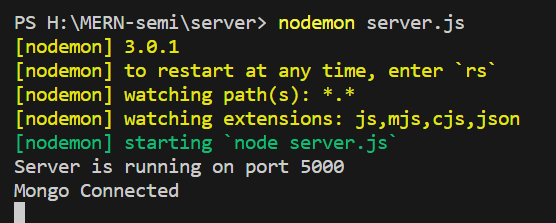 PS H:\MERN-semi\server> nodemon server.js
[nodemon] 3.0.1
[nodemon] to restart at any time, enter `rs`
[nodemon] watching path(s): *.*
[nodemon] watching extensions: js,mjs,cjs,json
[nodemon] starting `node server.js`
Server is running on port 5000
Mongo Connected